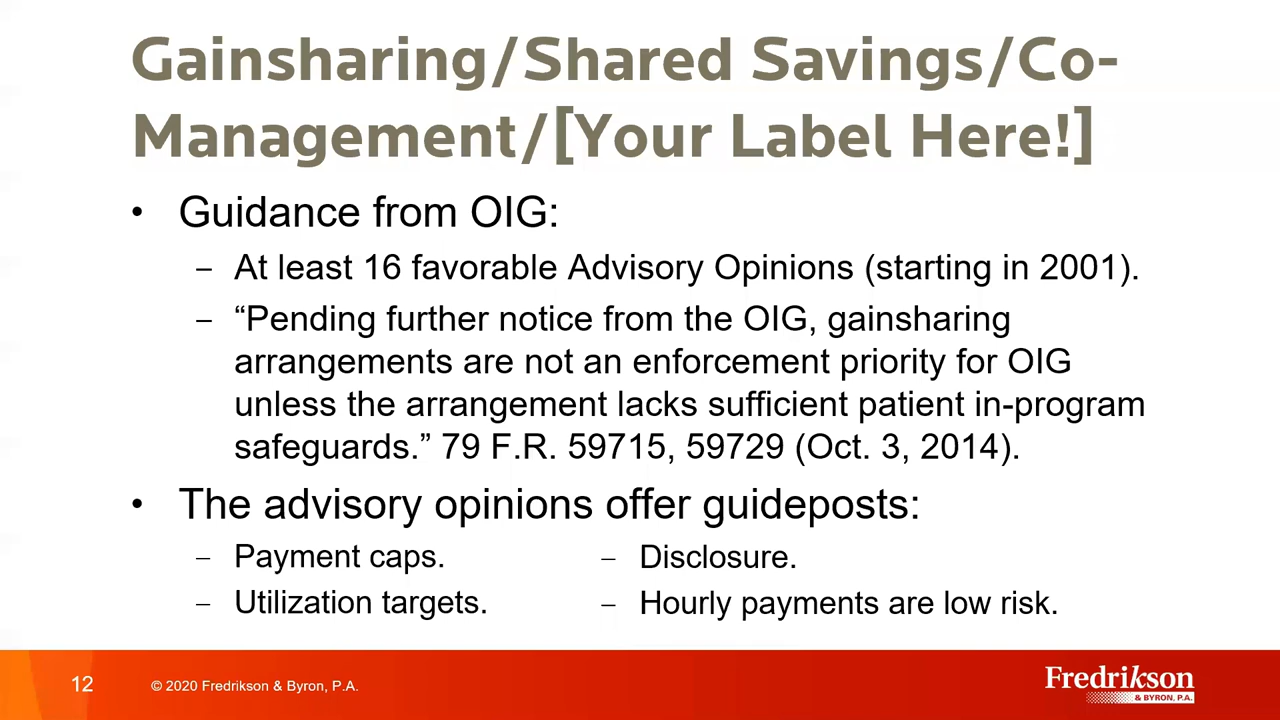 Gainsharing/Shared Savings/Co-
Management/[Your Label Here!]
• Guidance from OIG:
– At least 16 favorable Advisory Opinions (starting in 2001).
– “Pending further notice from the OIG, gainsharing
arrangements are not an enforcement priority for OIG
unless the arrangement lacks sufficient patient in-program
safeguards.” 79 F.R. 59715, 59729 (Oct. 3, 2014).
• The advisory opinions offer guideposts:
– Payment caps.
– Utilization targets.
– Disclosure.
– Hourly payments are low risk.
12
© 2020 Fredrikson & Byron, P.A.
Fredrikson
& BYRON, P.A.